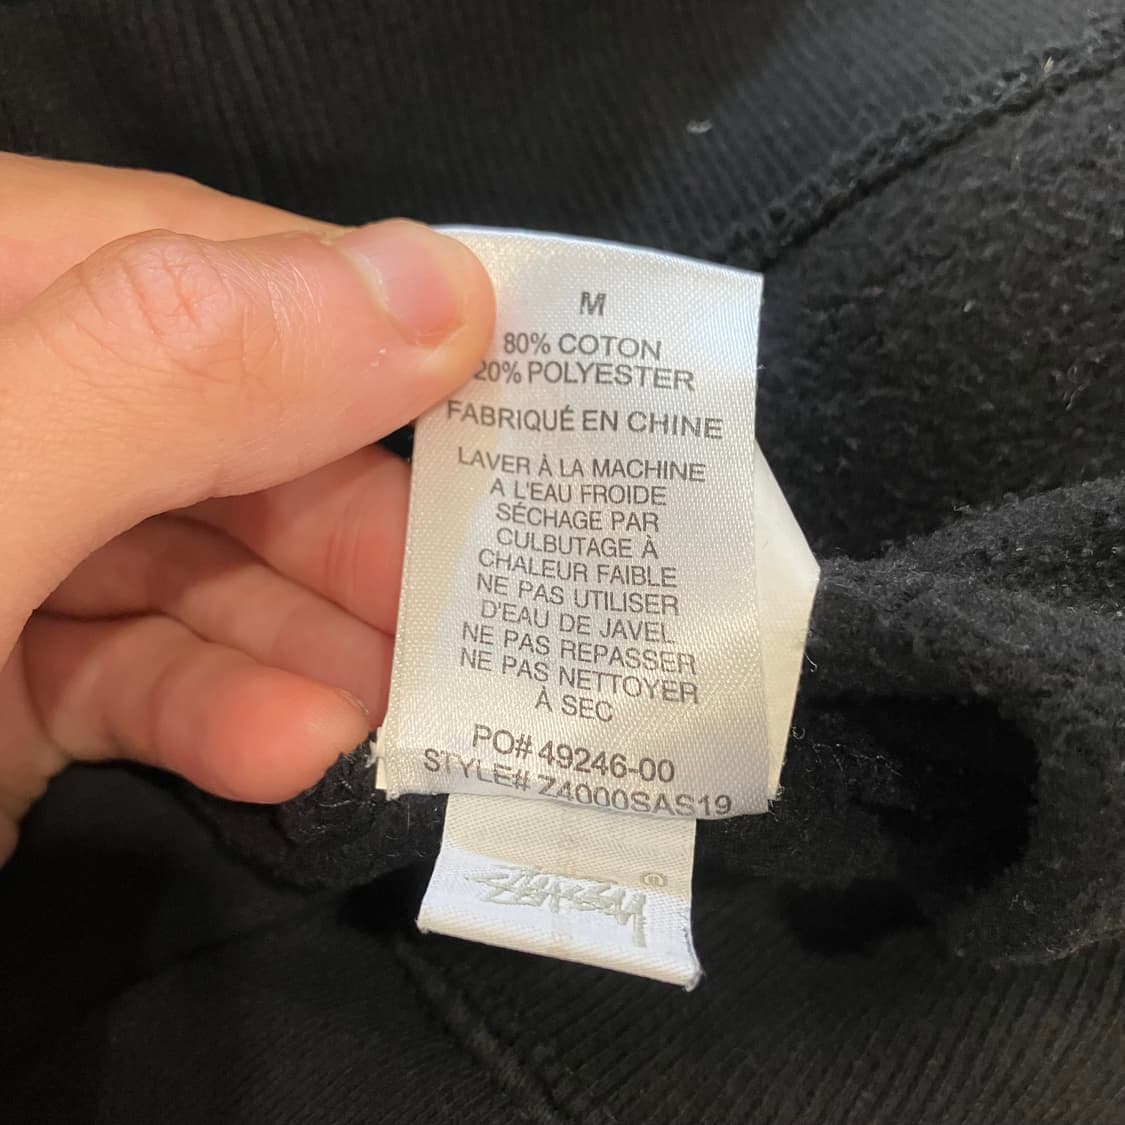 M
80% COTON
20% POLYESTER
FABRIQUÉ EN CHINE
LAVER À LA MACHINE
A L'EAU FROIDE
SÉCHAGE PAR
CULBUTAGE À
CHALEUR FAIBLE
NE PAS UTILISER
D'EAU DE JAVEL
NE PAS REPASSER
NE PAS NETTOYER
À SEC
PO# 49246-00
STYLE# Z4000SAS19
Stüssy ®